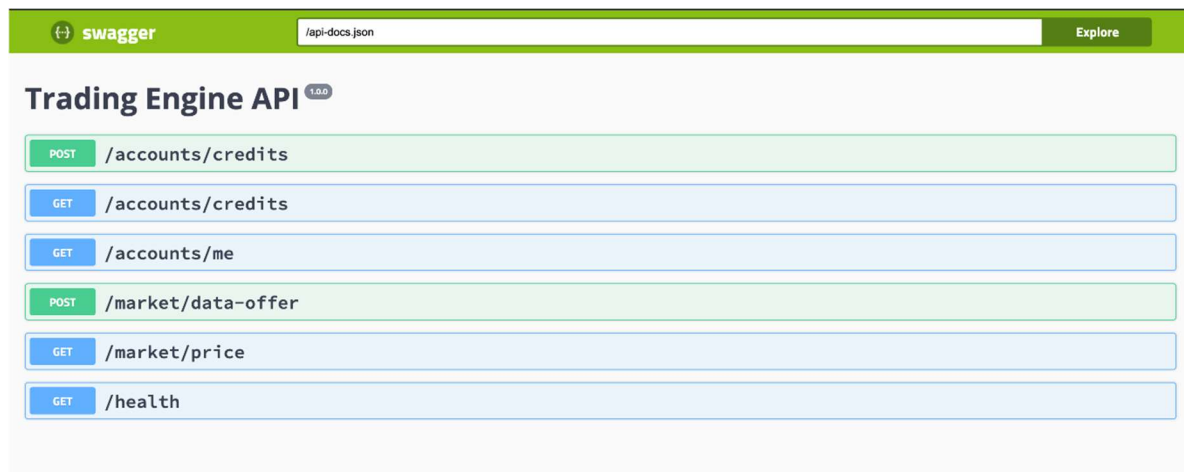 {-} swagger /api-docs.json Explore
Trading Engine API 1.0.0
POST /accounts/credits
GET /accounts/credits
GET /accounts/me
POST /market/data-offer
GET /market/price
GET /health